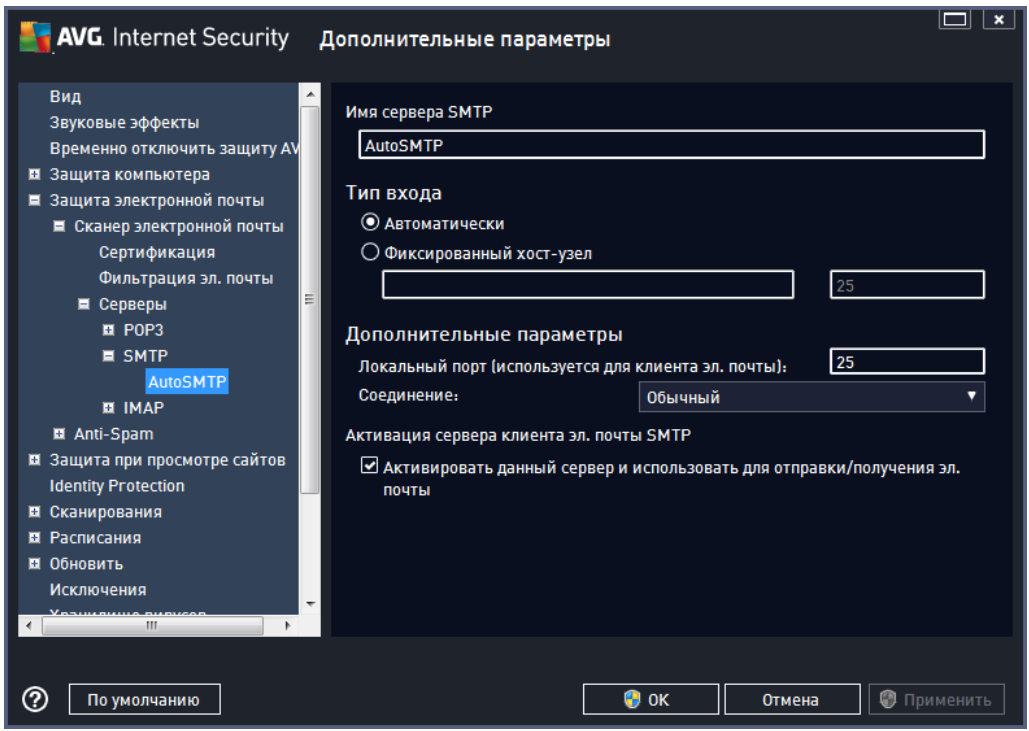 AVG. Internet Security Дополнительные параметры
Вид
Звуковые эффекты
Временно отключить защиту AV
Защита компьютера
Защита электронной почты
Сканер электронной почты
Сертификация
Фильтрация эл. почты
Серверы
POP3
SMTP
AutoSMTP
IMAP
Anti-Spam
Защита при просмотре сайтов
Identity Protection
Сканирования
Расписания
Обновить
Исключения
Хранилище вирусов
Имя сервера SMTP
AutoSMTP
Тип входа
Автоматически
Фиксированный хост-узел
25
Дополнительные параметры
Локальный порт (используется для клиента эл. почты): 25
Соединение: Обычный
Активация сервера клиента эл. почты SMTP
Активировать данный сервер и использовать для отправки/получения эл.
почты
? По умолчанию OK Отмена Применить